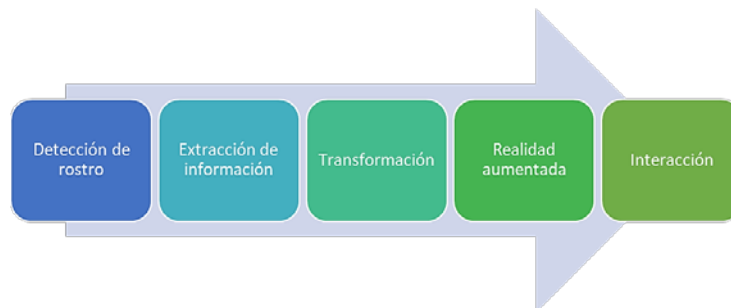 Detección de
rostro
Extracción de
información
Transformación
Realidad
aumentada
Interacción